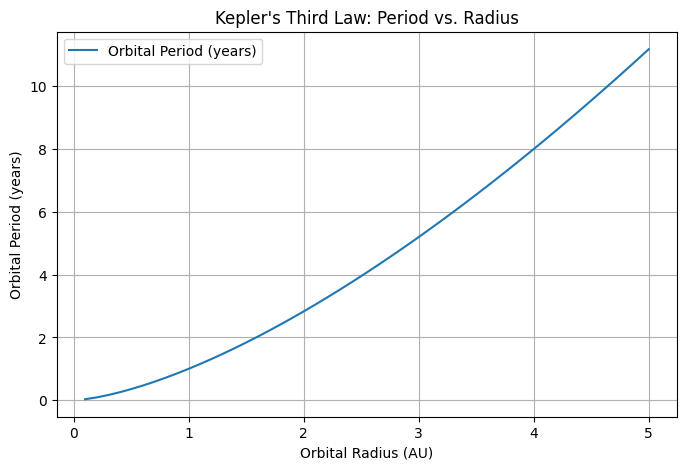 Kepler's Third Law: Period vs. Radius
Orbital Period (years)
Orbital Period (years)
10
8
6
4
2
0
0 1 2 3 4 5
Orbital Radius (AU)